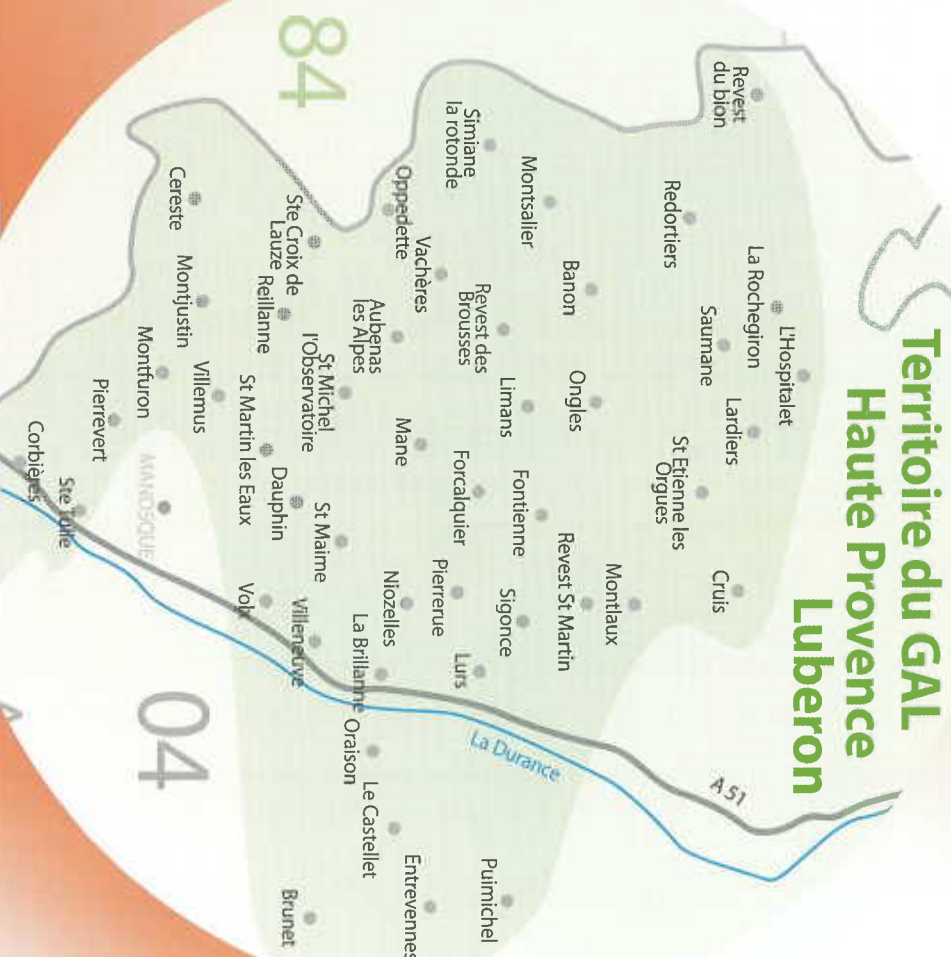 Territoire du GAL
Haute Provence
Luberon
84
04
Revest
du bion
Redortiers
La Rochegiron
L'Hospitalet
Saumane
Lardiers
St Etienne les
Orgues
Cruis
Simiane
la rotonde
Montsalier
Banon
Ongles
Revest St Martin
Montlaux
Oppedette
Vachères
Revest des
Brousses
Limans
Fontienne
Sigonce
Aubenas
les Alpes
Mane
Forcalquier
Pierrerue
Lurs
Niozelles
La Brillanne
Ste Croix de
Lauze
Reillanne
St Michel
l'Observatoire
St Martin les Eaux
Dauphin
St Maime
Villeneuve
Volx
Cereste
Montjustin
Villemus
Montfuron
Pierrevert
MANOSQUE
Corbières
Ste Tulle
Oraison
Le Castellet
Entrevennes
Puimichel
Brunet
La Durance
A 51